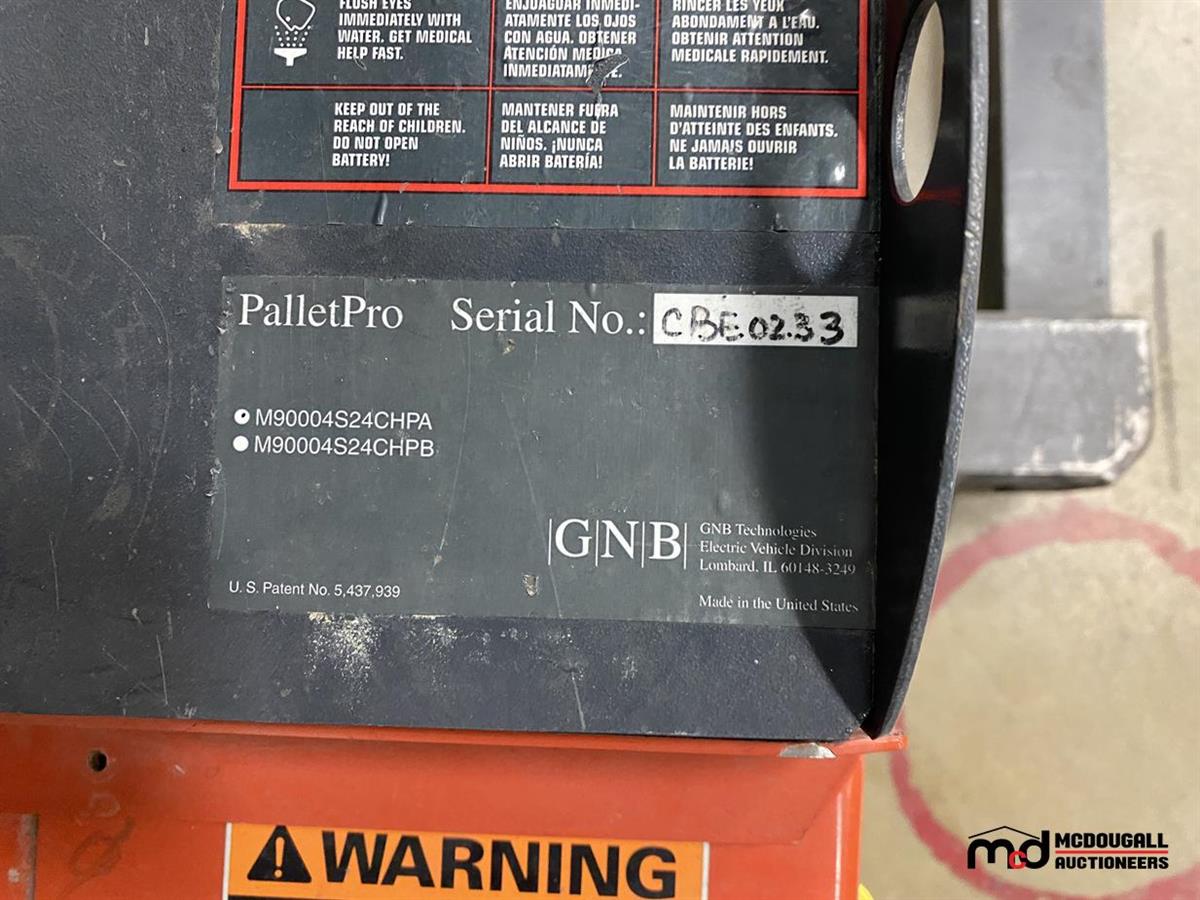 FLUSH EYES
IMMEDIATELY WITH
WATER. GET MEDICAL
HELP FAST.
ENJUAGUAR INMEDI-
ATAMENTE LOS OJOS
CON AGUA. OBTENER
ATENCIÓN MEDICA
RINCER LES YEUX
ABONDAMENT A L'EAU.
OBTENIR ATTENTION
MEDICALE RAPIDEMENT.
KEEP OUT OF THE
REACH OF CHILDREN.
DO NOT OPEN
BATTERY!
MANTENER FUERA
DEL ALCANCE DE
NIÑOS. ¡NUNCA
ABRIR BATERÍA!
MAINTENIR HORS
D'ATTEINTE DES ENFANTS.
NE JAMAIS OUVRIR
LA BATTERIE!
PalletPro Serial No.: CBE0233
M90004S24CHPA
M90004S24CHPB
|G|N|B|
GNB Technologies
Electric Vehicle Division
Lombard, IL 60148-3249
U. S. Patent No. 5,437,939
Made in the United States
WARNING
mcd MCDOUGALL
AUCTIONEERS